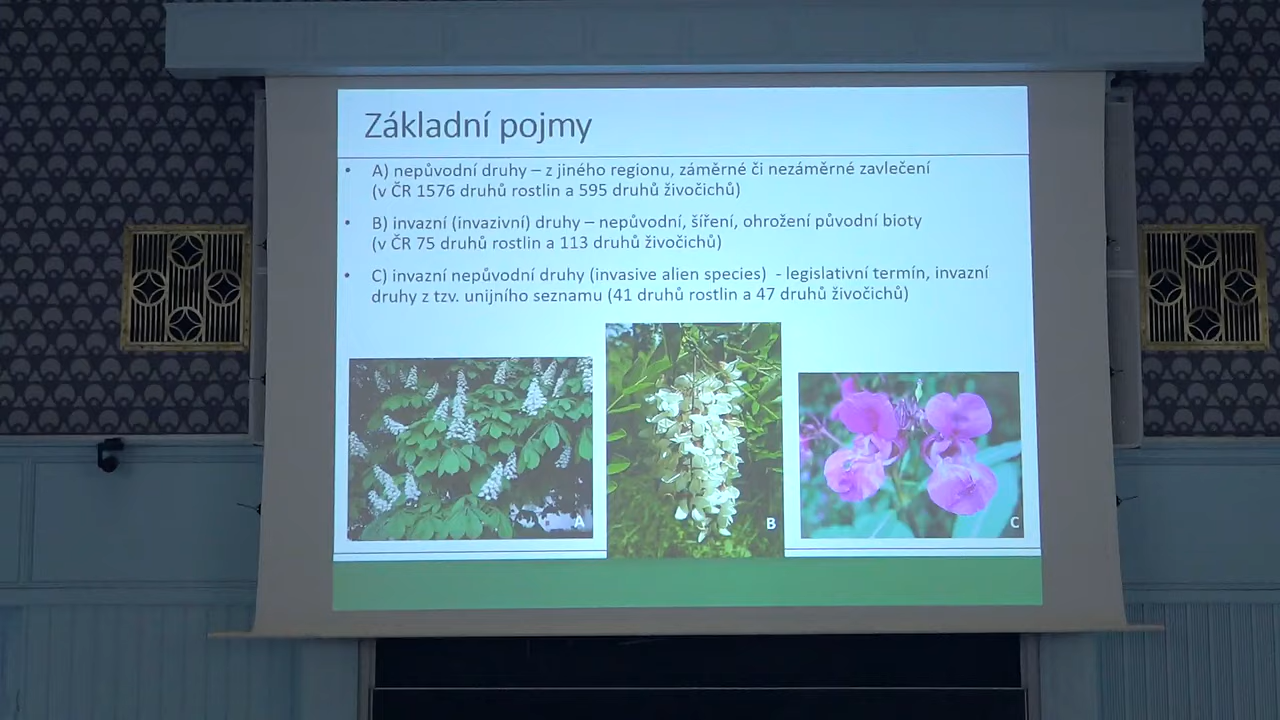 Základní pojmy
• A) nepůvodní druhy – z jiného regionu, záměrné či nezáměrné zavlečení
(v ČR 1576 druhů rostlin a 595 druhů živočichů)
• B) invazní (invazivní) druhy – nepůvodní, šíření, ohrožení původní bioty
(v ČR 75 druhů rostlin a 113 druhů živočichů)
• C) invazní nepůvodní druhy (invasive alien species) - legislativní termín, invazní
druhy z tzv. unijního seznamu (41 druhů rostlin a 47 druhů živočichů)
A
B
C